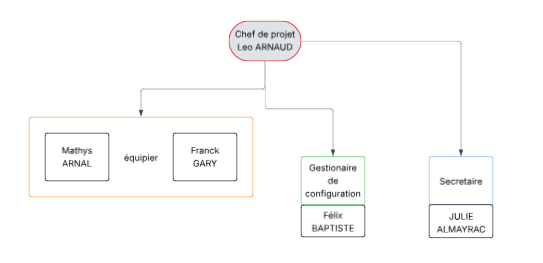 Chef de projet
Leo ARNAUD
Mathys
ARNAL
équipier
Franck
GARY
Gestionaire
de
configuration
Félix
BAPTISTE
Secretaire
JULIE
ALMAYRAC